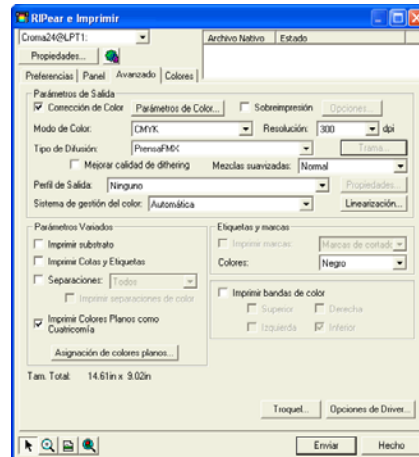 RIPear e Imprimir
Croma24@LPT1:
Archivo Nativo Estado
Propiedades...
Preferencias Panel Avanzado Colores
Parámetros de Salida
Corrección de Color Parámetros de Color... Sobreimpresión Opciones...
Modo de Color: CMYK Resolución: 300 dpi
Tipo de Difusión: PrensaFMX Trama...
Mejorar calidad de dithering Mezclas suavizadas: Normal
Perfil de Salida: Ninguno Propiedades...
Sistema de gestión del color: Automática Linearización...
Parámetros Variados
Imprimir substrato
Imprimir Cotas y Etiquetas
Separaciones: Todos
Imprimir separaciones de color
Imprimir Colores Planos como
Cuatricomía
Asignación de colores planos...
Etiquetas y marcas
Imprimir marcas: Marcas de cortado
Colores: Negro
Imprimir bandas de color
Superior Derecha
Izquierda Inferior
Tam. Total: 14.61in x 9.02in
Troquel... Opciones de Driver...
Enviar Hecho